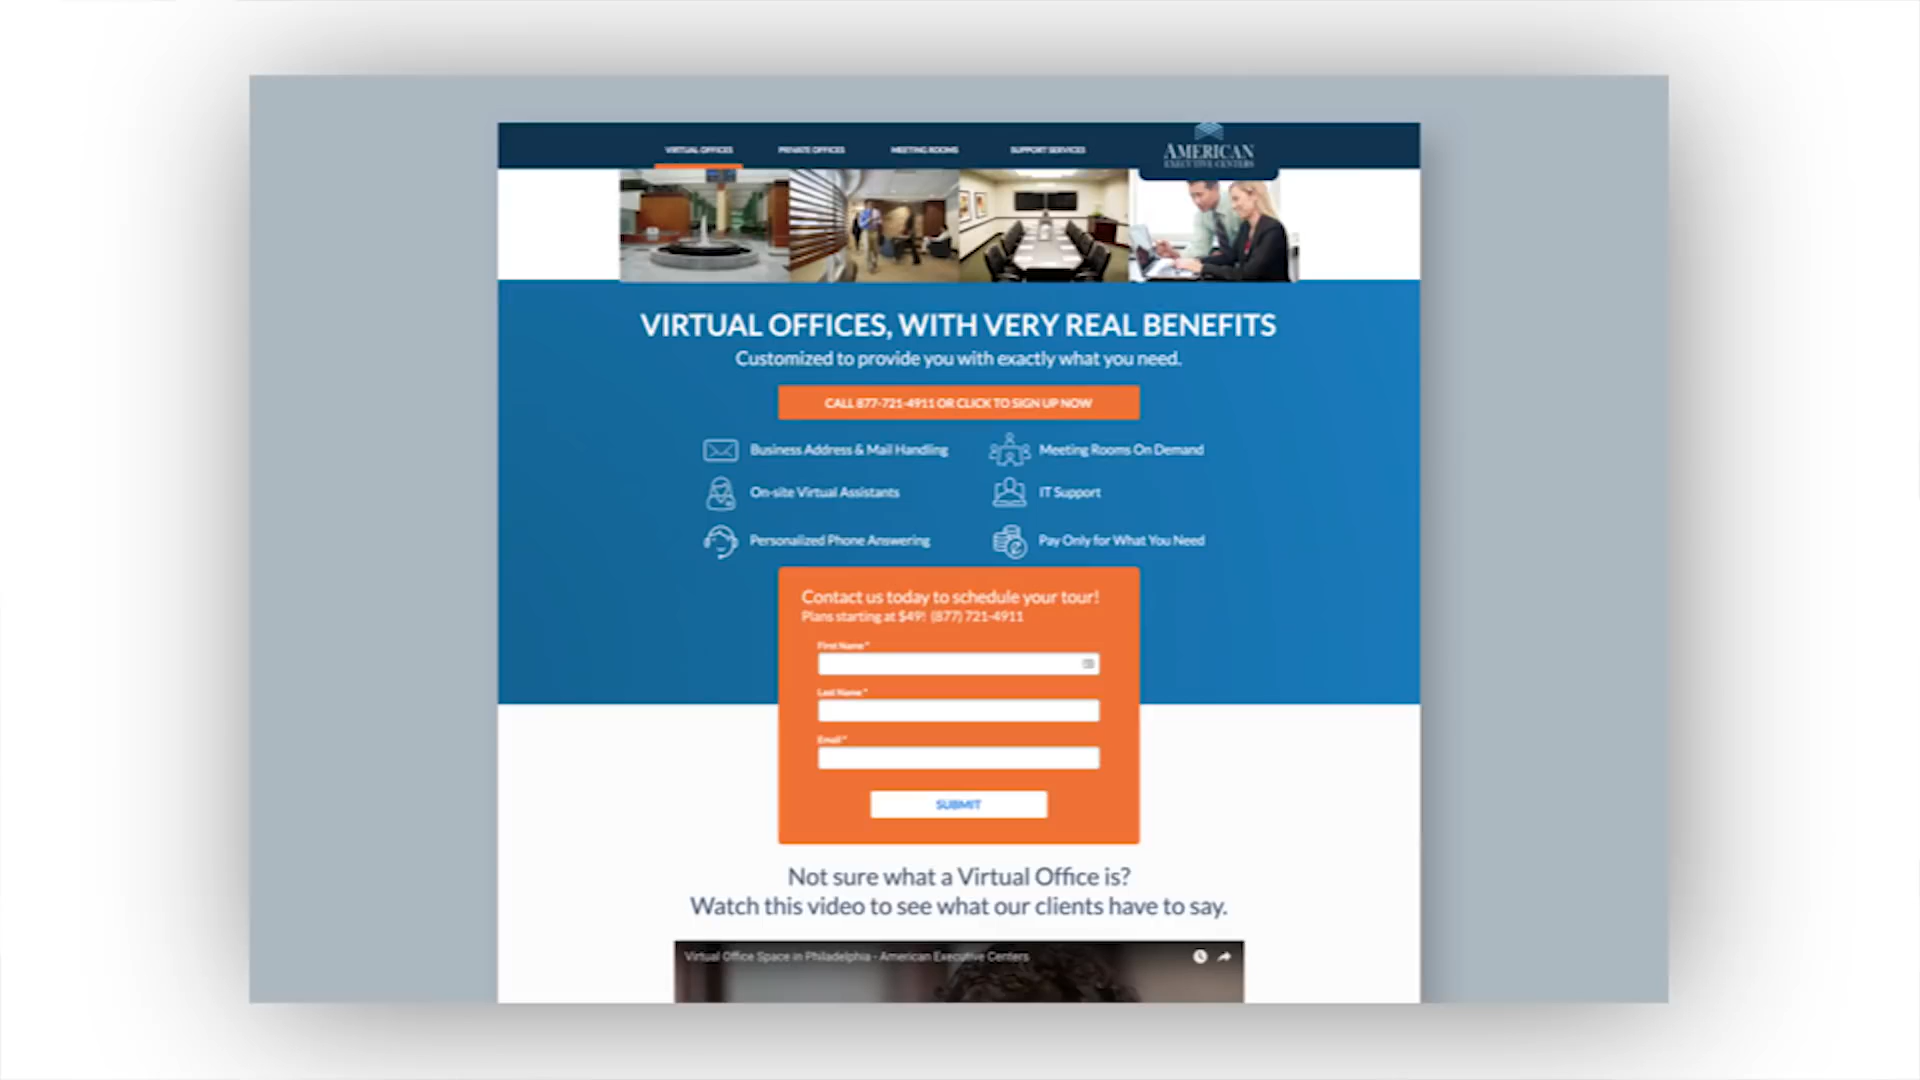 VIRTUAL OFFICES
PRIVATE OFFICES
MEETING ROOMS
SUPPORT SERVICES
AMERICAN
EXECUTIVE CENTERS
VIRTUAL OFFICES, WITH VERY REAL BENEFITS
Customized to provide you with exactly what you need.
CALL 877-721-4911 OR CLICK TO SIGN UP NOW
Business Address & Mail Handling
Meeting Rooms On Demand
On-site Virtual Assistants
IT Support
Personalized Phone Answering
Pay Only for What You Need
Contact us today to schedule your tour!
Plans starting at $49! (877) 721-4911
First Name*
Last Name*
Email*
SUBMIT
Not sure what a Virtual Office is?
Watch this video to see what our clients have to say.
Virtual Office Space in Philadelphia - American Executive Centers